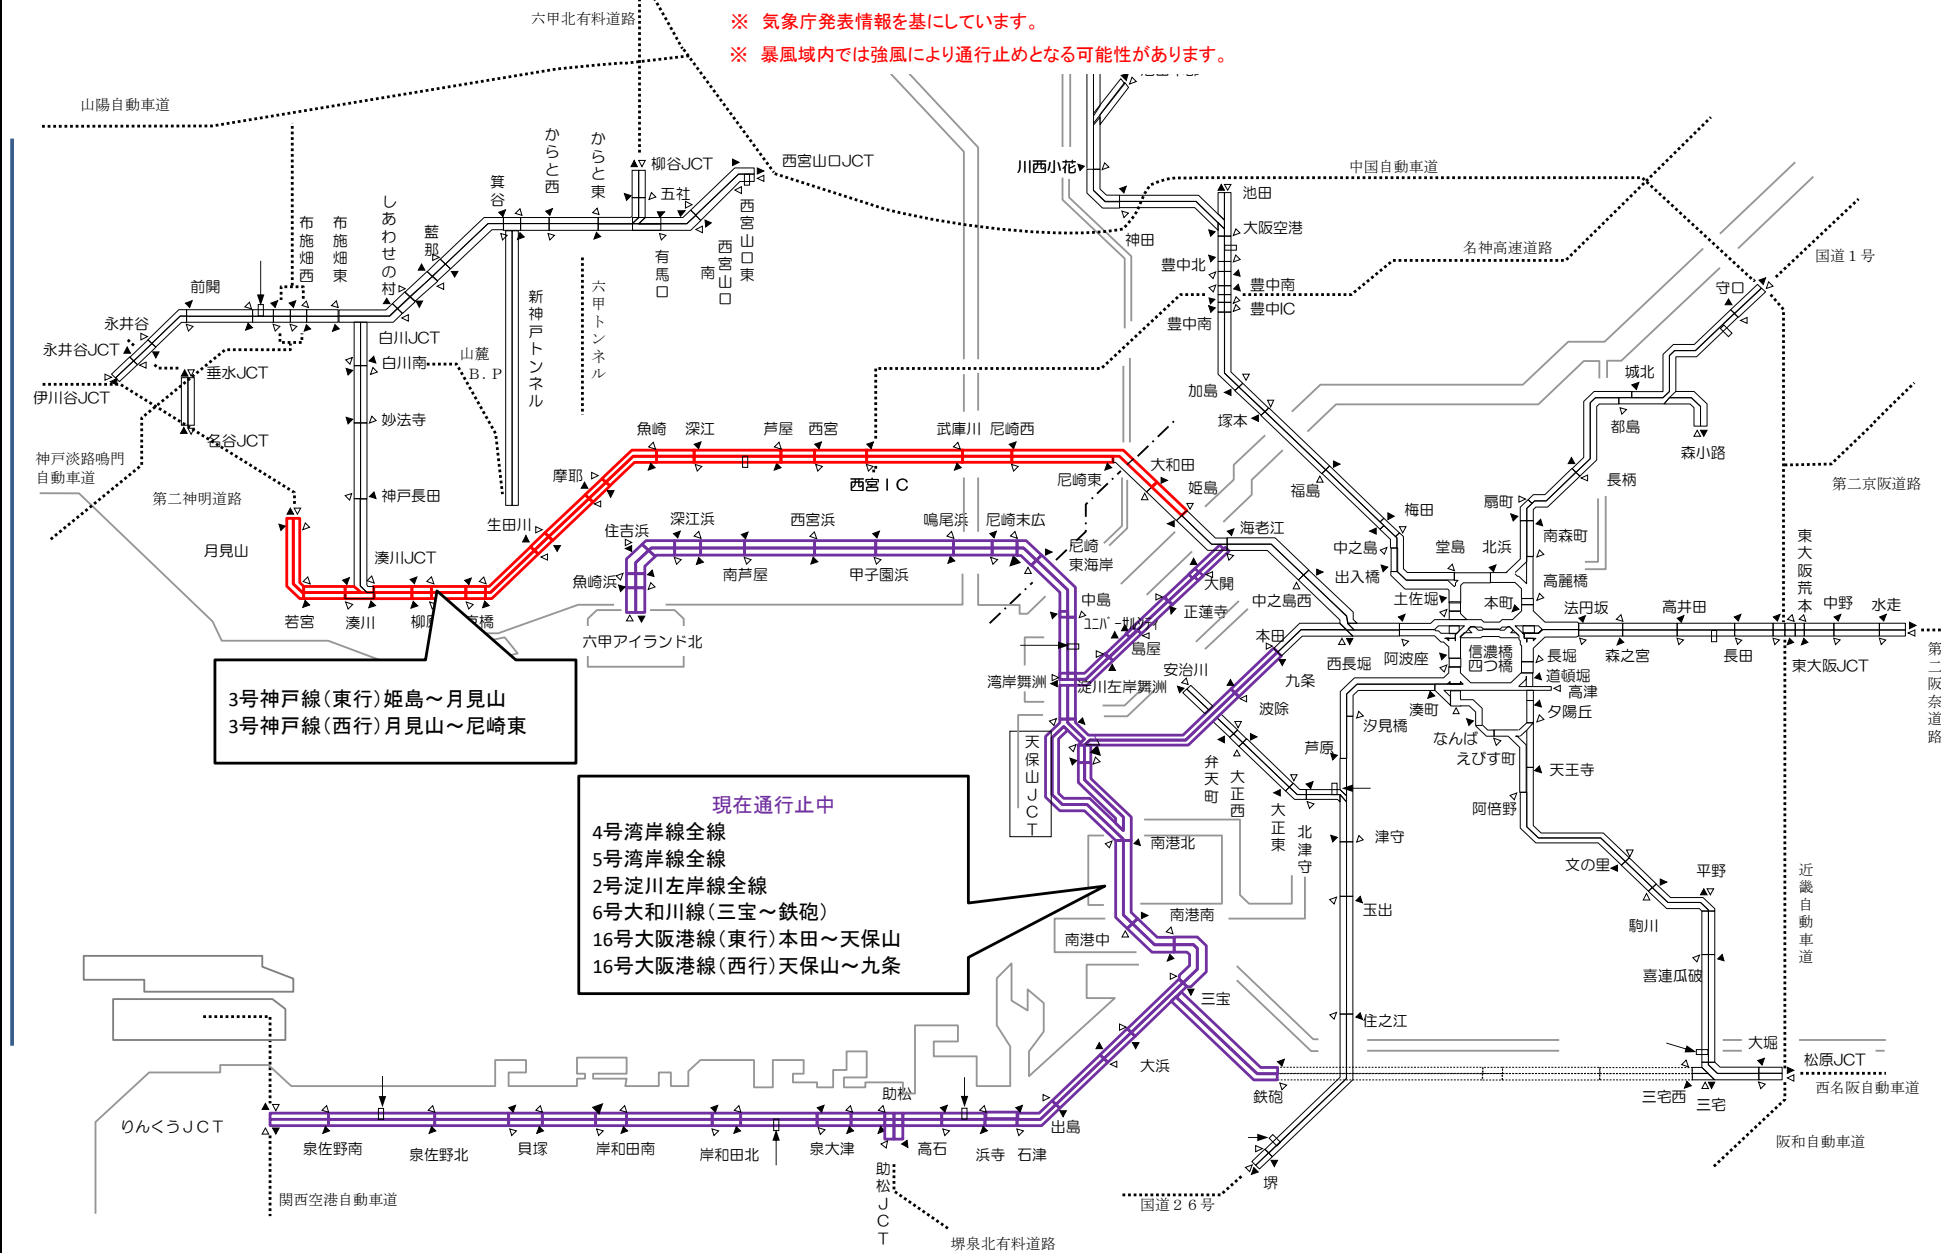 ※ 気象庁発表情報を基にしています。
※ 暴風域内では強風により通行止めとなる可能性があります。
六甲北有料道路
山陽自動車道
からと西
からと東
柳谷JCT
五社
西宮山口JCT
川西小花
池田
中国自動車道
大阪空港
神田
名神高速道路
国道1号
箕谷
しあわせの村
藍那
布施畑西
布施畑東
有馬口
西宮山口南
西宮山口東
豊中北
豊中南
豊中IC
豊中南
守口
前開
永井谷
永井谷JCT
伊川谷JCT
垂水JCT
名谷JCT
白川JCT
白川南
山麓
B.P
新神戸トンネル
六甲トンネル
妙法寺
神戸長田
神戸淡路鳴門
自動車道
第二神明道路
月見山
湊川JCT
若宮
湊川
柳原
京橋
生田川
摩耶
魚崎
深江
芦屋
西宮
西宮IC
武庫川
尼崎西
尼崎東
大和田
姫島
加島
塚本
福島
梅田
城北
都島
森小路
長柄
扇町
南森町
第二京阪道路
住吉浜
魚崎浜
深江浜
南芦屋
西宮浜
甲子園浜
鳴尾浜
尼崎末広
尼崎
東海岸
六甲アイランド北
中島
ユニバーサルシティ
大開
正蓮寺
島屋
淀川左岸舞洲
湾岸舞洲
海老江
中之島西
中之島
出入橋
堂島
北浜
土佐堀
本町
高麗橋
法円坂
高井田
東大阪荒本
中野
水走
本田
安治川
西長堀
阿波座
信濃橋
四つ橋
長堀
道頓堀
高津
夕陽丘
森之宮
長田
東大阪JCT
第二阪奈道路
九条
波除
湊町
なんば
えびす町
天王寺
阿倍野
汐見橋
芦原
弁天町
大正西
大正東
北津守
津守
玉出
住之江
文の里
駒川
平野
喜連瓜破
近畿自動車道
3号神戸線(東行)姫島～月見山
3号神戸線(西行)月見山～尼崎東
天保山JCT
現在通行止中
4号湾岸線全線
5号湾岸線全線
2号淀川左岸線全線
6号大和川線(三宝～鉄砲)
16号大阪港線(東行)本田～天保山
16号大阪港線(西行)天保山～九条
南港北
南港中
南港南
三宝
大浜
出島
鉄砲
堺
国道26号
三宅西
三宅
大堀
松原JCT
西名阪自動車道
阪和自動車道
りんくうJCT
泉佐野南
泉佐野北
貝塚
岸和田南
岸和田北
泉大津
助松
高石
浜寺
石津
助松JCT
関西空港自動車道
堺泉北有料道路